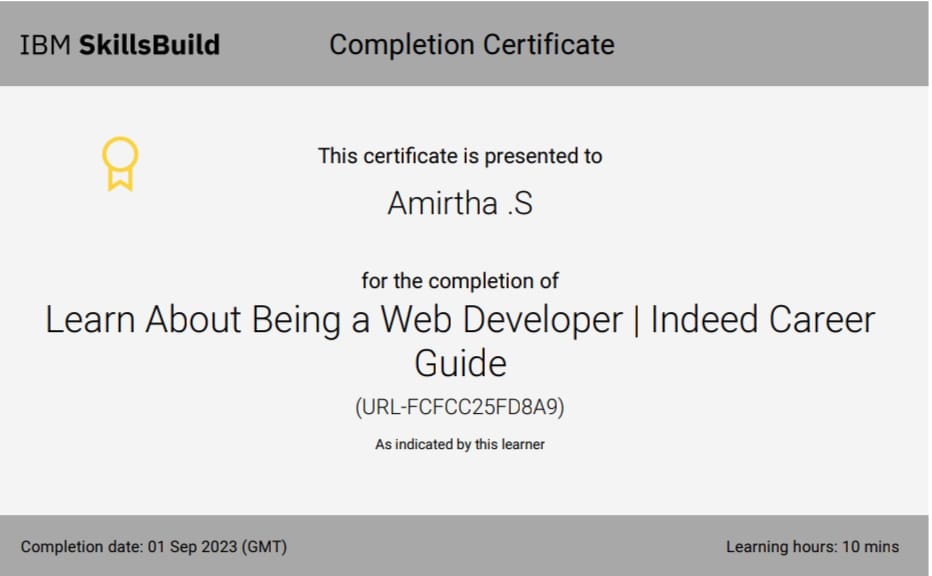 IBM SkillsBuild
Completion Certificate
This certificate is presented to
Amirtha .S
for the completion of
Learn About Being a Web Developer | Indeed Career
Guide
(URL-FCFCC25FD8A9)
As indicated by this learner
Completion date: 01 Sep 2023 (GMT)
Learning hours: 10 mins